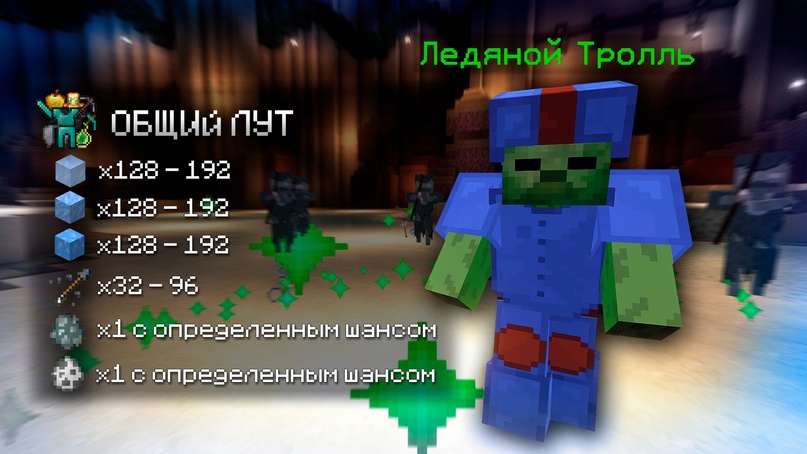 Ледяной Тролль
ОБЩИЙ ЛУТ
x128 - 192
x128 - 192
x128 - 192
x32 - 96
x1 с определенным шансом
x1 с определенным шансом